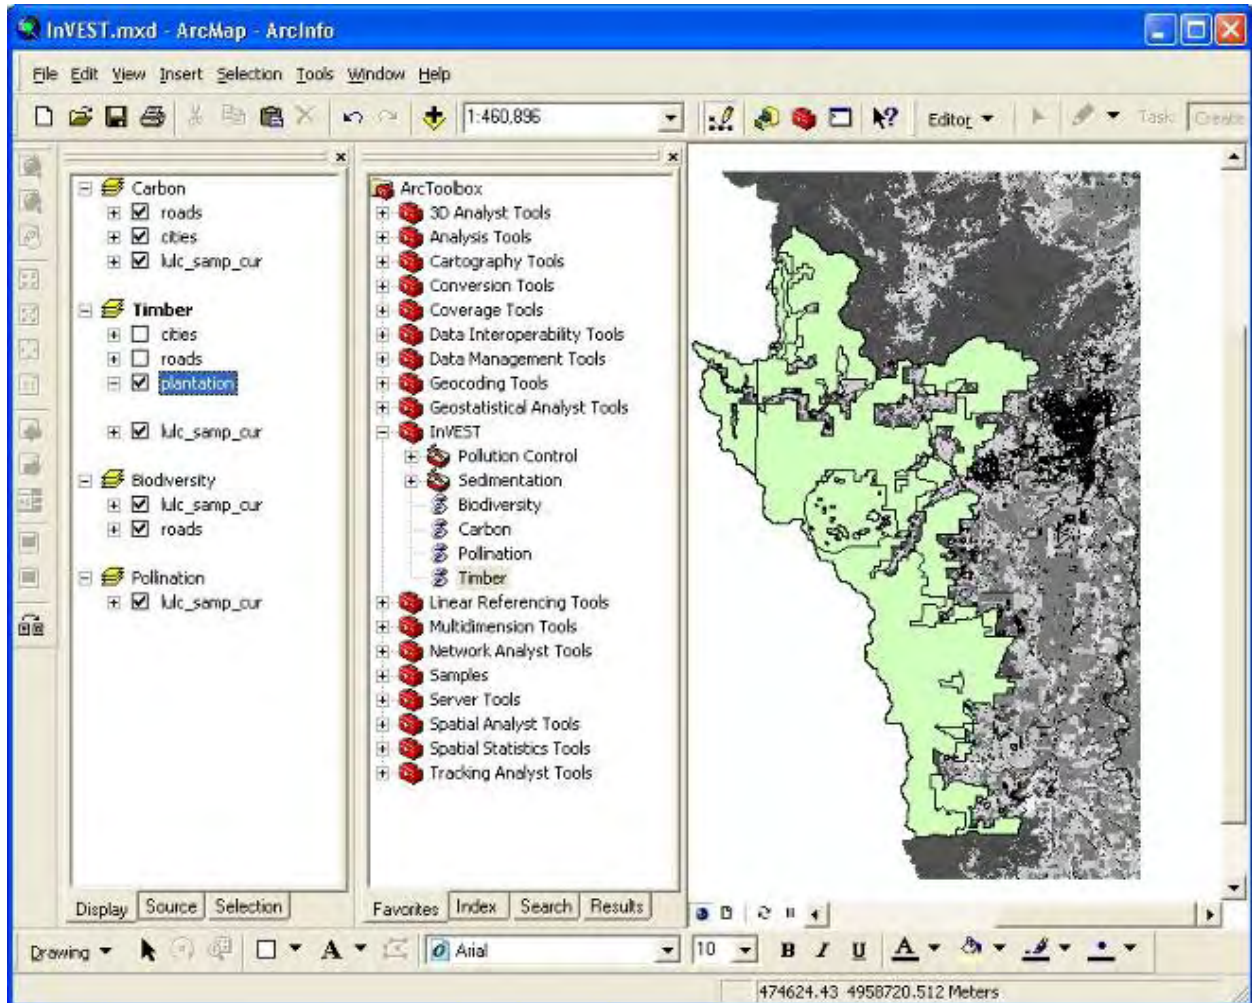 InVEST.mxd - ArcMap - ArcInfo
File Edit View Insert Selection Tools Window Help
1:460,896
Editor
Task: Create
Carbon
roads
cities
lulc_samp_cur
Timber
cities
roads
plantation
lulc_samp_cur
Biodiversity
lulc_samp_cur
roads
Pollination
lulc_samp_cur
Display Source Selection
ArcToolbox
3D Analyst Tools
Analysis Tools
Cartography Tools
Conversion Tools
Coverage Tools
Data Interoperability Tools
Data Management Tools
Geocoding Tools
Geostatistical Analyst Tools
InVEST
Pollution Control
Sedimentation
Biodiversity
Carbon
Pollination
Timber
Linear Referencing Tools
Multidimension Tools
Network Analyst Tools
Samples
Server Tools
Spatial Analyst Tools
Spatial Statistics Tools
Tracking Analyst Tools
Favorites Index Search Results
Drawing A Arial 10 B I U A
474624.43 4958720.512 Meters